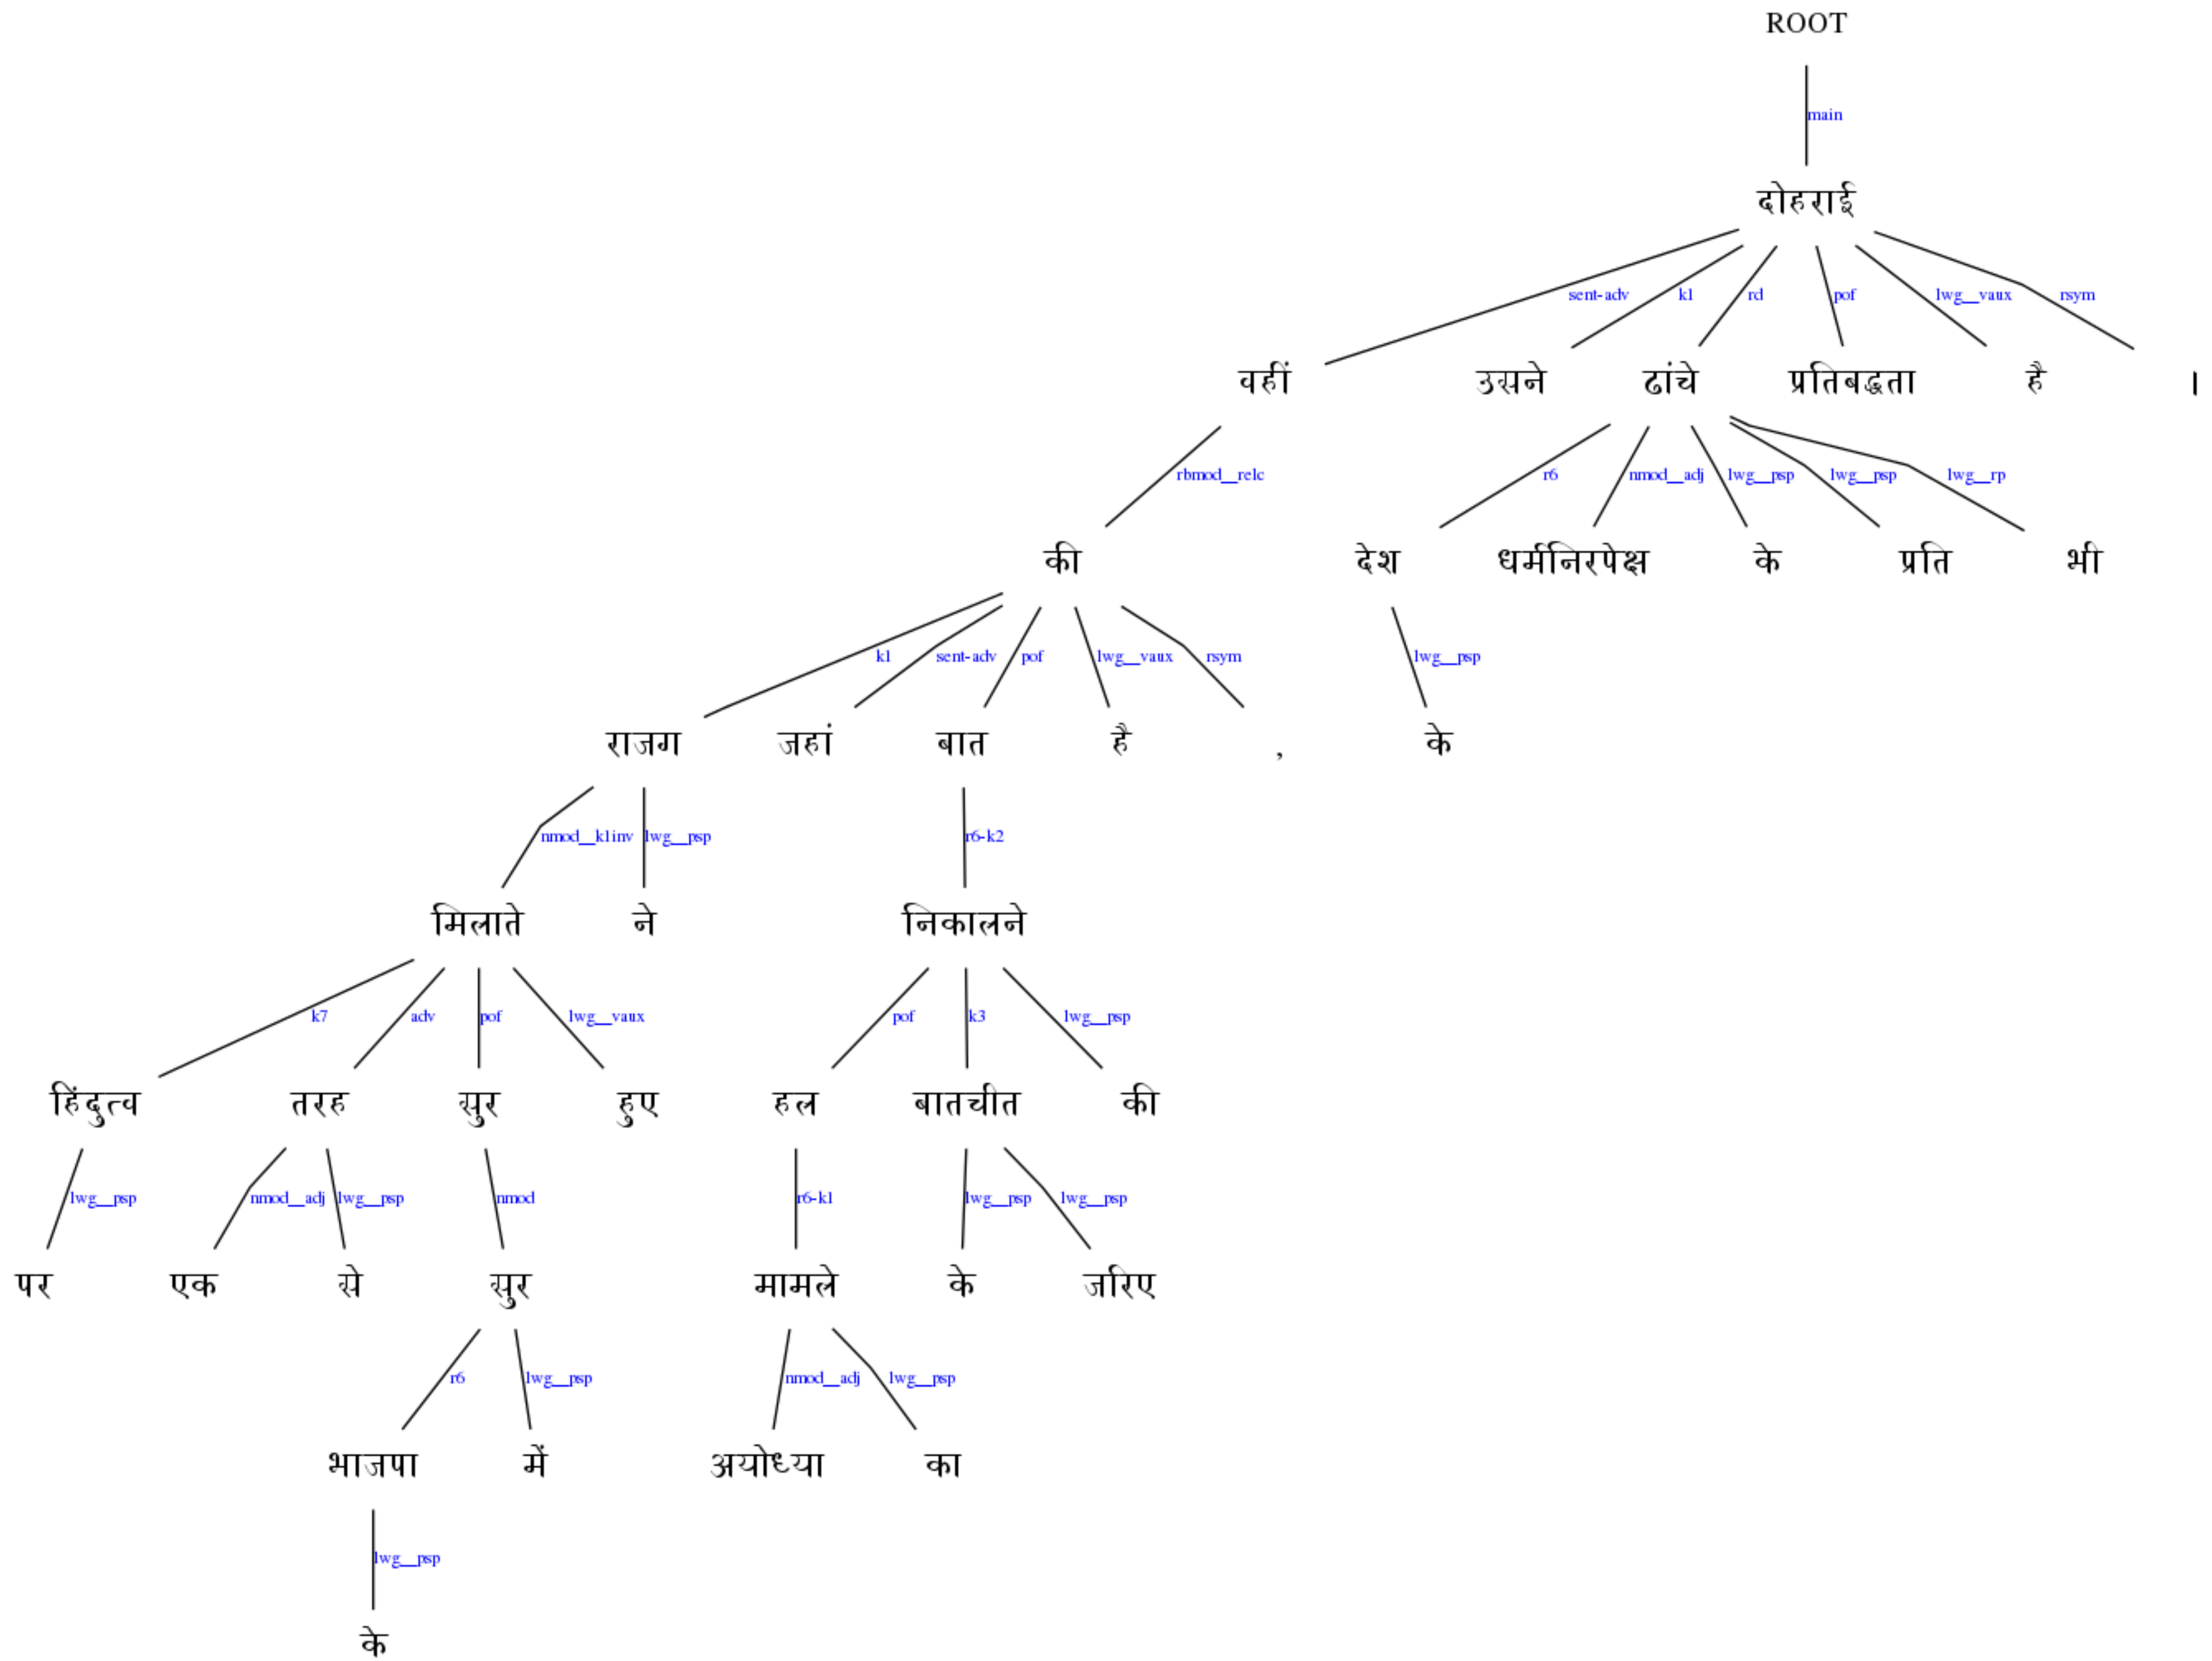 ROOT
main
दोहराई
sent-adv k1 rd pof lwg__vaux rsym
वहीं उसने ढांचे प्रतिबद्धता है ।
rbmod__relc r6 nmod__adj lwg__psp lwg__psp lwg__rp
की देश धर्मनिरपेक्ष के प्रति भी
k1 sent-adv pof lwg__vaux rsym lwg__psp
राजग जहां बात है , के
nmod__k1inv lwg__psp r6-k2
मिलाते ने निकालने
k7 adv pof lwg__vaux pof k3 lwg__psp
हिंदुत्व तरह सुर हुए हल बातचीत की
lwg__psp nmod__adj lwg__psp nmod r6-k1 lwg__psp lwg__psp
पर एक से सुर मामले के जरिए
r6 lwg__psp nmod__adj lwg__psp
भाजपा में अयोध्या का
lwg__psp
के